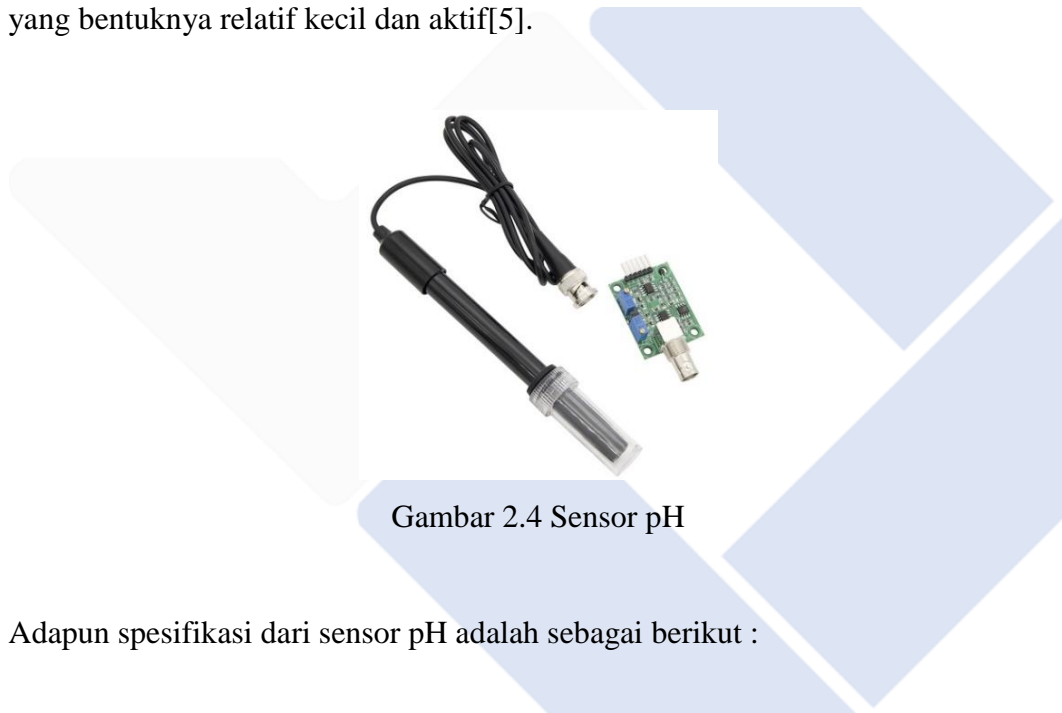 yang bentuknya relatif kecil dan aktif[5].
Gambar 2.4 Sensor pH
Adapun spesifikasi dari sensor pH adalah sebagai berikut :